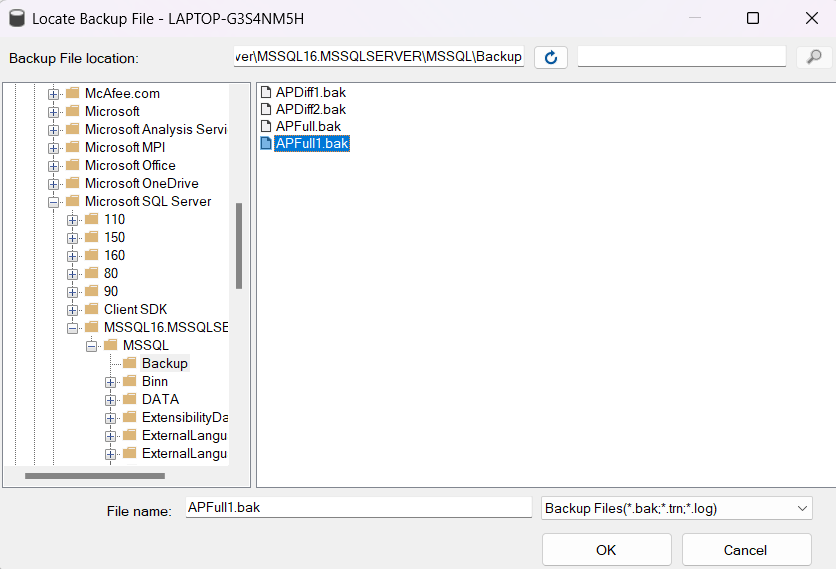 Locate Backup File - LAPTOP-G3S4NM5H
Backup File location:
ver\MSSQL16.MSSQLSERVER\MSSQL\Backup
McAfee.com
Microsoft
Microsoft Analysis Servi
Microsoft MPI
Microsoft Office
Microsoft OneDrive
Microsoft SQL Server
110
150
160
80
90
Client SDK
MSSQL16.MSSQLSE
MSSQL
Backup
Binn
DATA
ExtensibilityDa
ExternalLangu
ExternalLangu
APDiff1.bak
APDiff2.bak
APFull.bak
APFull1.bak
File name:
APFull1.bak
Backup Files(*.bak;*.trn;*.log)
OK
Cancel